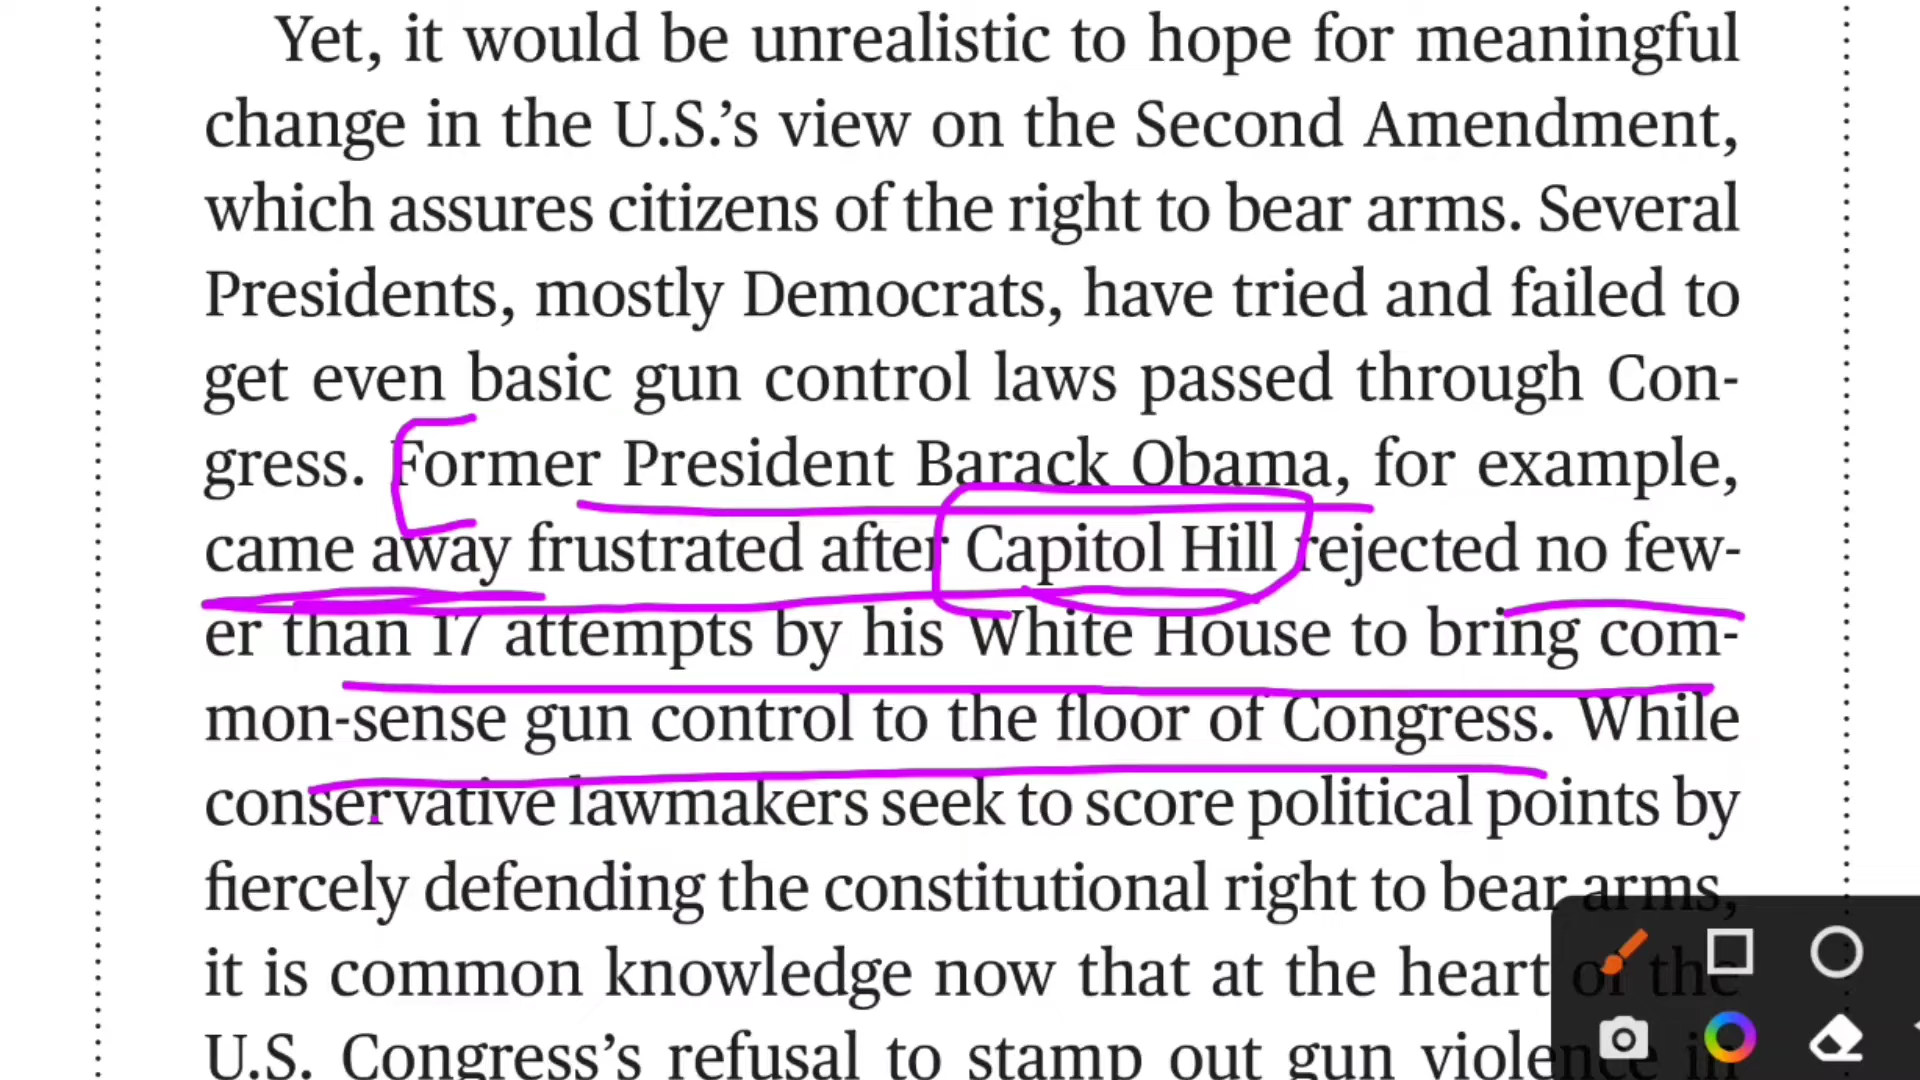 Yet, it would be unrealistic to hope for meaningful
change in the U.S.’s view on the Second Amendment,
which assures citizens of the right to bear arms. Several
Presidents, mostly Democrats, have tried and failed to
get even basic gun control laws passed through Con-
gress. Former President Barack Obama, for example,
came away frustrated after Capitol Hill rejected no few-
er than 17 attempts by his White House to bring com-
mon-sense gun control to the floor of Congress. While
conservative lawmakers seek to score political points by
fiercely defending the constitutional right to bear arms,
it is common knowledge now that at the heart of the
U.S. Congress’s refusal to stamp out gun violence in